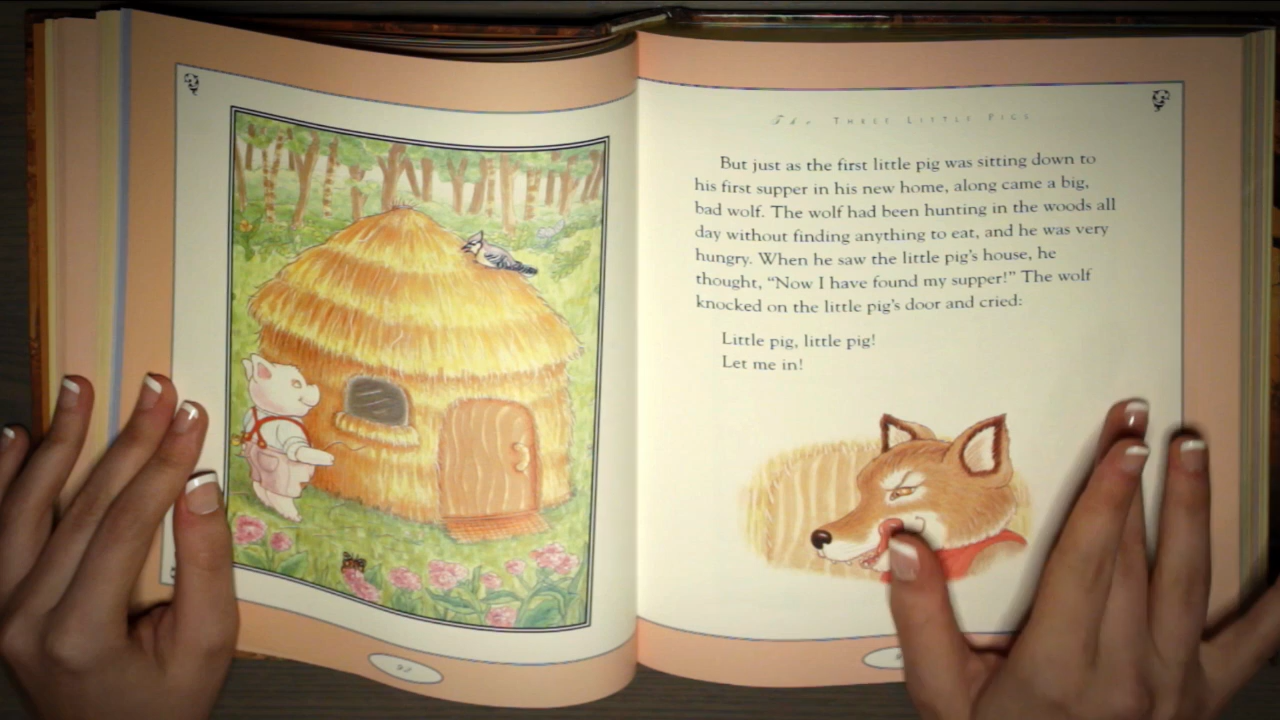 The THREE LITTLE PIGS
But just as the first little pig was sitting down to
his first supper in his new home, along came a big,
bad wolf. The wolf had been hunting in the woods all
day without finding anything to eat, and he was very
hungry. When he saw the little pig's house, he
thought, “Now I have found my supper!” The wolf
knocked on the little pig's door and cried:
Little pig, little pig!
Let me in!